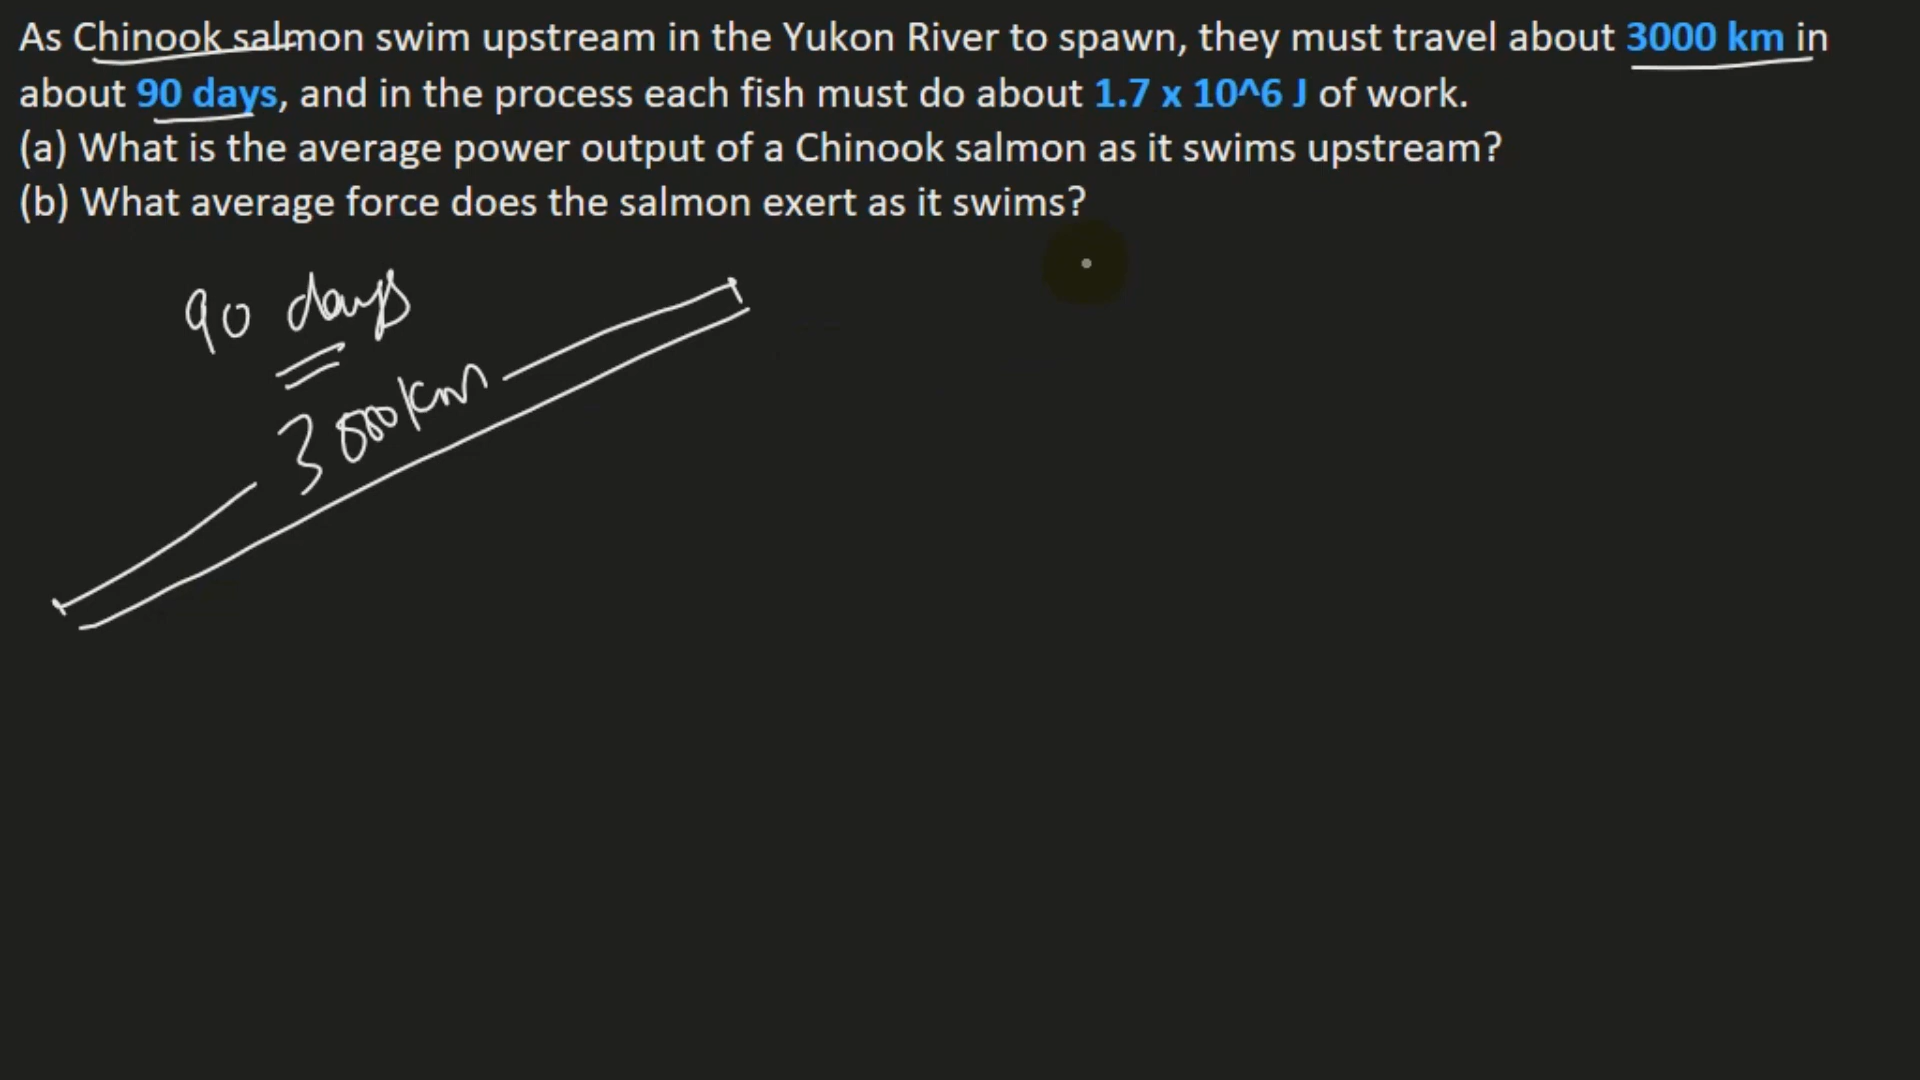 As Chinook salmon swim upstream in the Yukon River to spawn, they must travel about 3000 km in
about 90 days, and in the process each fish must do about 1.7 x 10^6 J of work.
(a) What is the average power output of a Chinook salmon as it swims upstream?
(b) What average force does the salmon exert as it swims?
90 days
3000 km